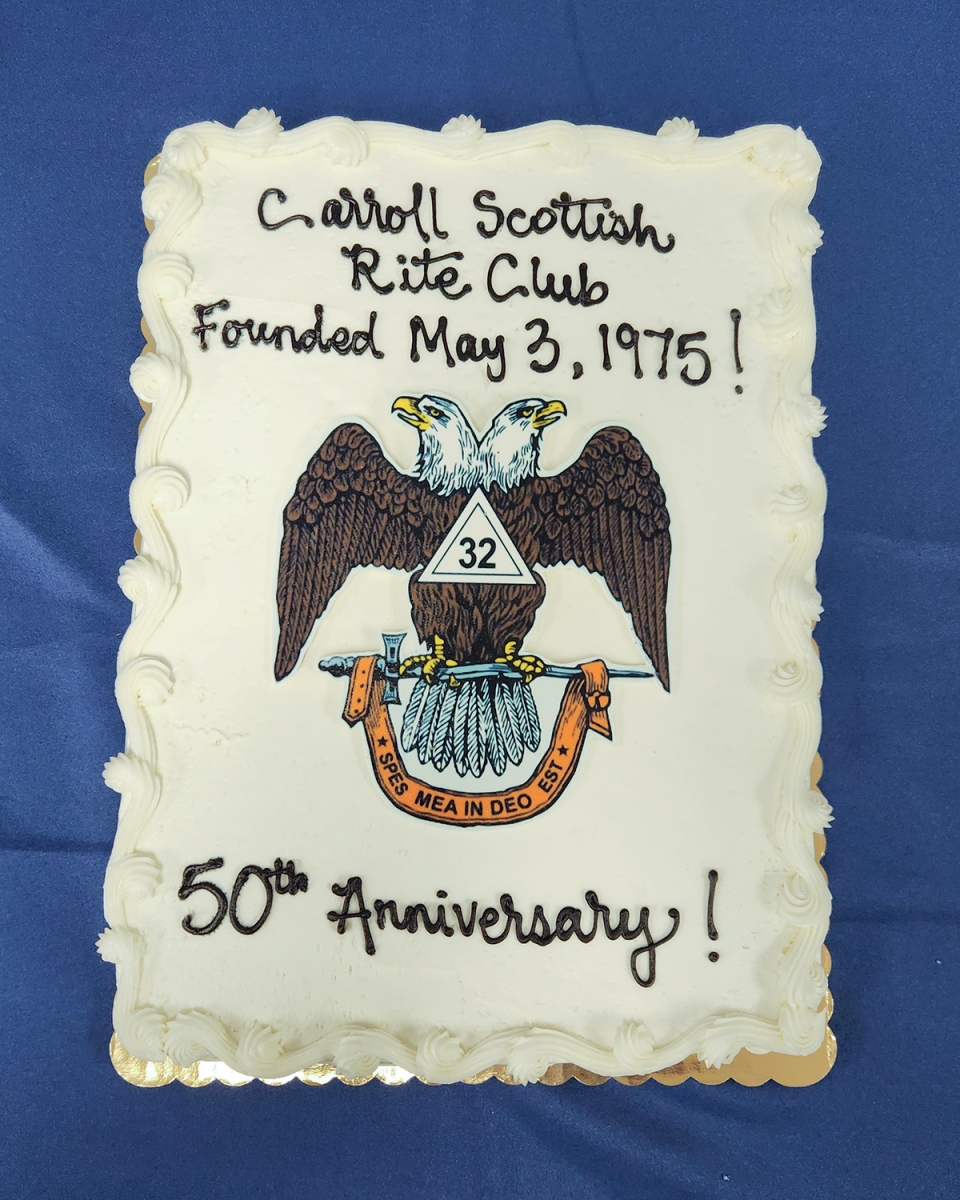 Carroll Scottish
Rite Club
Founded May 3, 1975!
32
★ SPES MEA IN DEO EST ★
50th Anniversary!